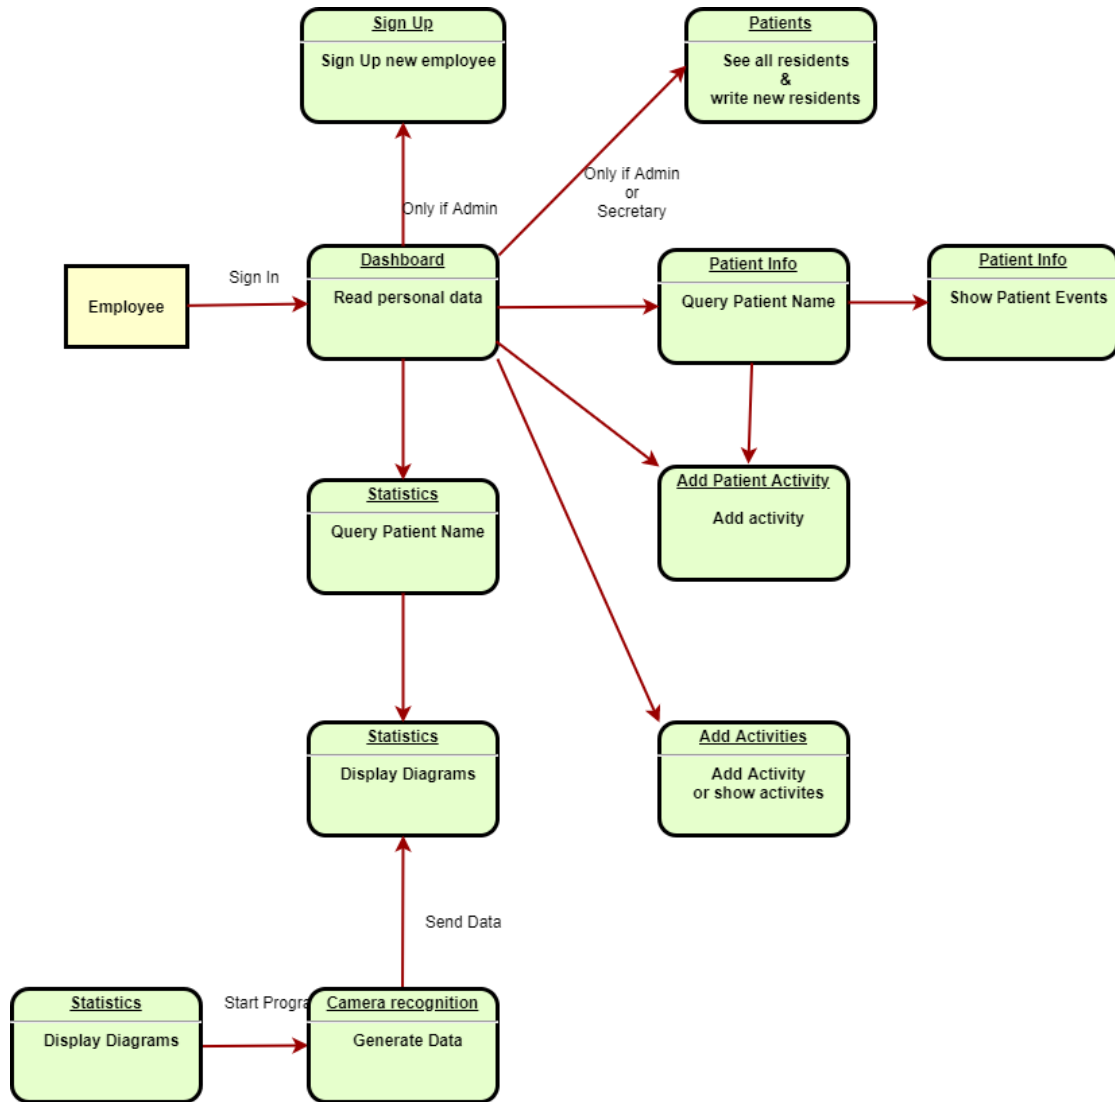 Sign Up
Sign Up new employee
Patients
See all residents
&
write new residents
Only if Admin
Only if Admin
or
Secretary
Employee
Sign In
Dashboard
Read personal data
Patient Info
Query Patient Name
Patient Info
Show Patient Events
Statistics
Query Patient Name
Add Patient Activity
Add activity
Statistics
Display Diagrams
Add Activities
Add Activity
or show activites
Send Data
Statistics
Display Diagrams
Start Progra
Camera recognition
Generate Data